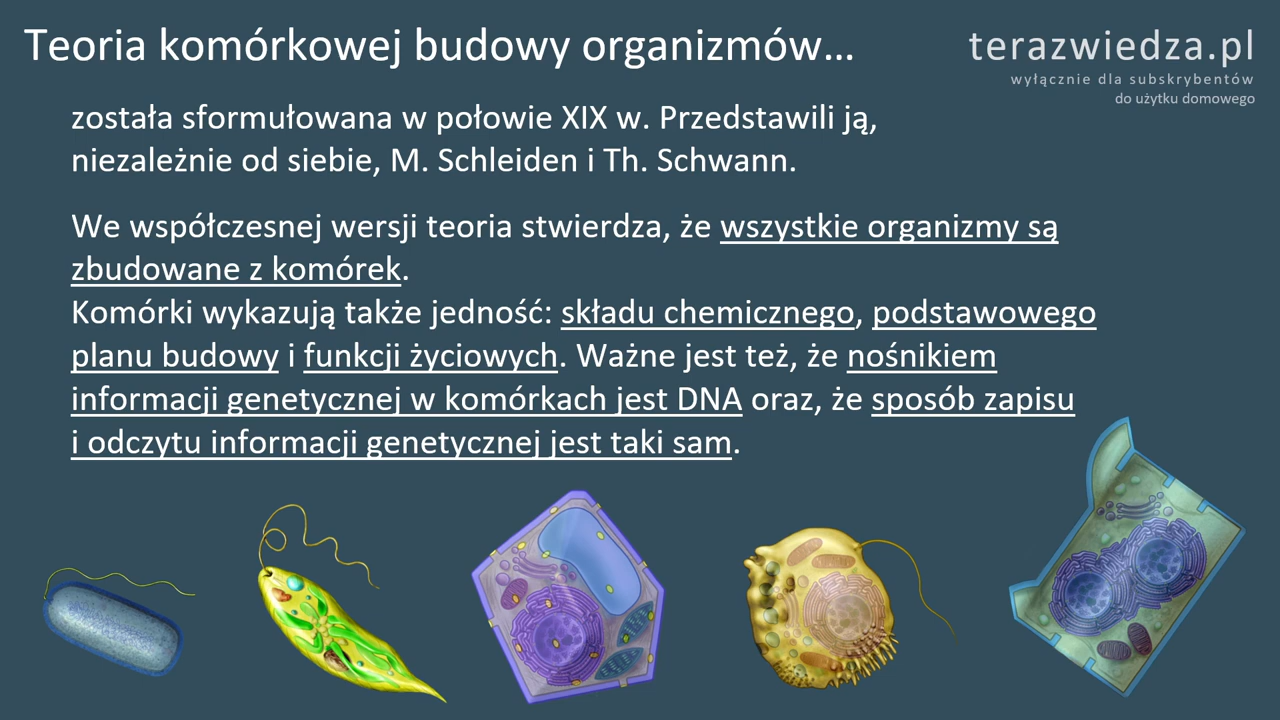 Teoria komórkowej budowy organizmów...
terazwiedza.pl
wyłącznie dla subskrybentów
do użytku domowego
została sformułowana w połowie XIX w. Przedstawili ją,
niezależnie od siebie, M. Schleiden i Th. Schwann.
We współczesnej wersji teoria stwierdza, że wszystkie organizmy są
zbudowane z komórek.
Komórki wykazują także jedność: składu chemicznego, podstawowego
planu budowy i funkcji życiowych. Ważne jest też, że nośnikiem
informacji genetycznej w komórkach jest DNA oraz, że sposób zapisu
i odczytu informacji genetycznej jest taki sam.